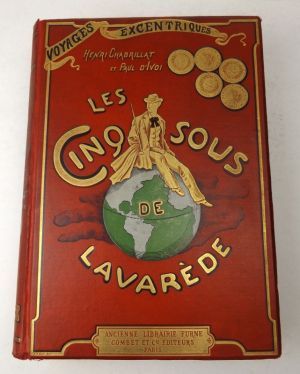 VOYAGES EXCENTRIQUES
HENRI CHABRILLAT
ET PAUL D'IVOI
LES
CINQ SOUS
DE
LAVARÈDE
ANCIENNE LIBRAIRIE FURNE
COMBET ET Cie ÉDITEURS
PARIS